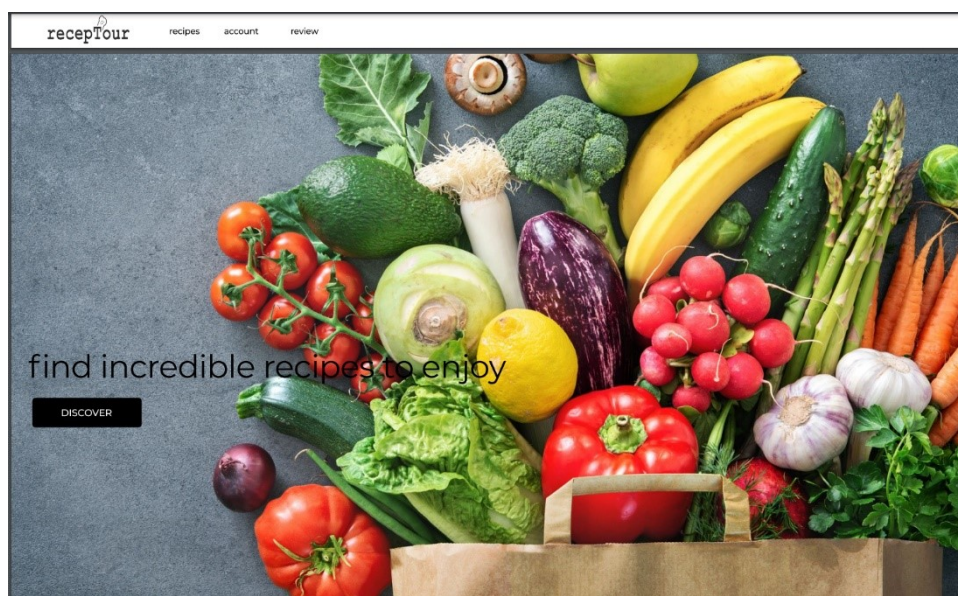 recepTour
recipes
account
review
find incredible recipes to enjoy
DISCOVER